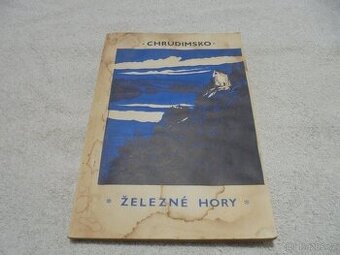 · CHRUDIMSKO ·
* ŽELEZNÉ HORY *